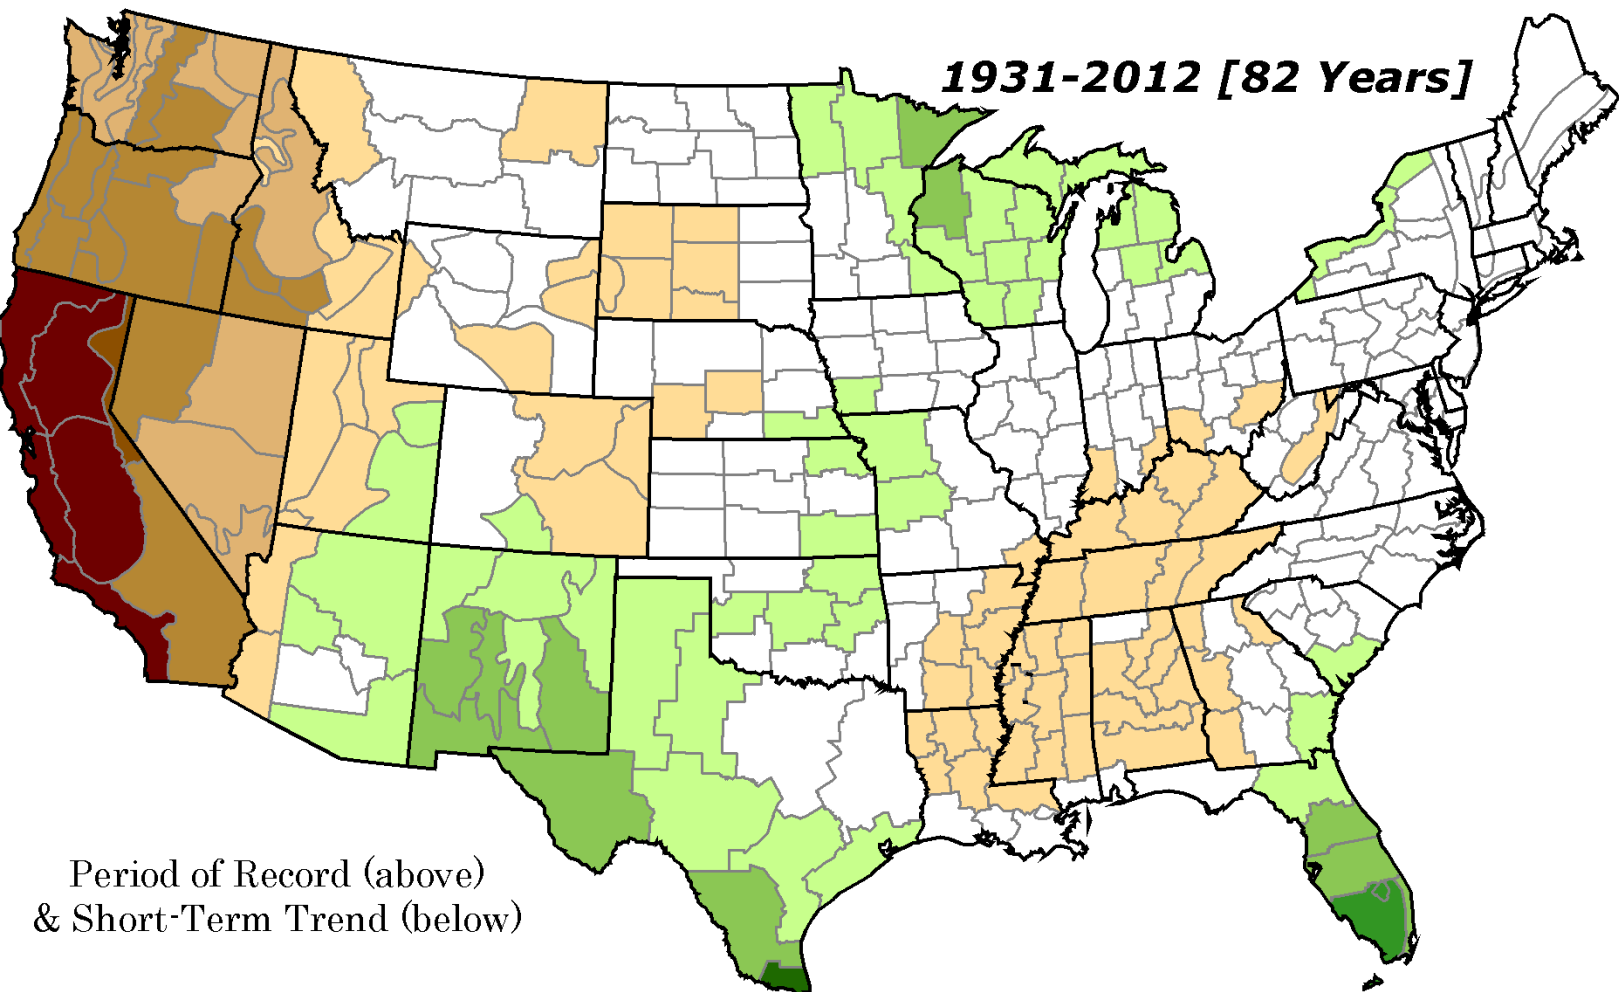 1931-2012 [82 Years]
Period of Record (above)
& Short-Term Trend (below)